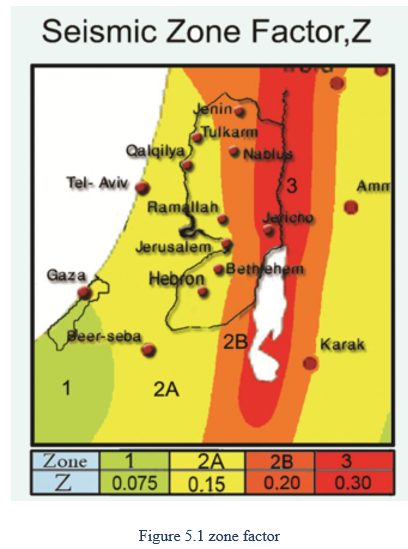 Seismic Zone Factor,Z
Jenin
Tulkarm
Qalqilya
Nablus
Tel- Aviv
3
Amm
Ramallah
Jericho
Jerusalem
Gaza
Hebron
Bethlehem
Beer-seba
2B
Karak
1
2A
Zone 1 2A 2B 3
Z 0.075 0.15 0.20 0.30
Figure 5.1 zone factor